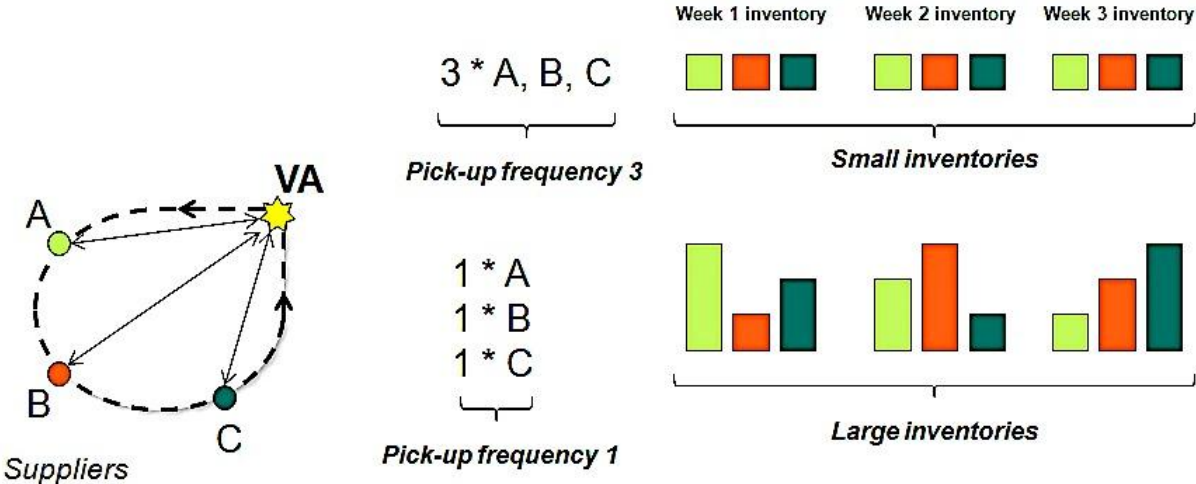 Week 1 inventory Week 2 inventory Week 3 inventory
3 * A, B, C
Pick-up frequency 3
Small inventories
VA
A
B
C
Suppliers
1 * A
1 * B
1 * C
Pick-up frequency 1
Large inventories